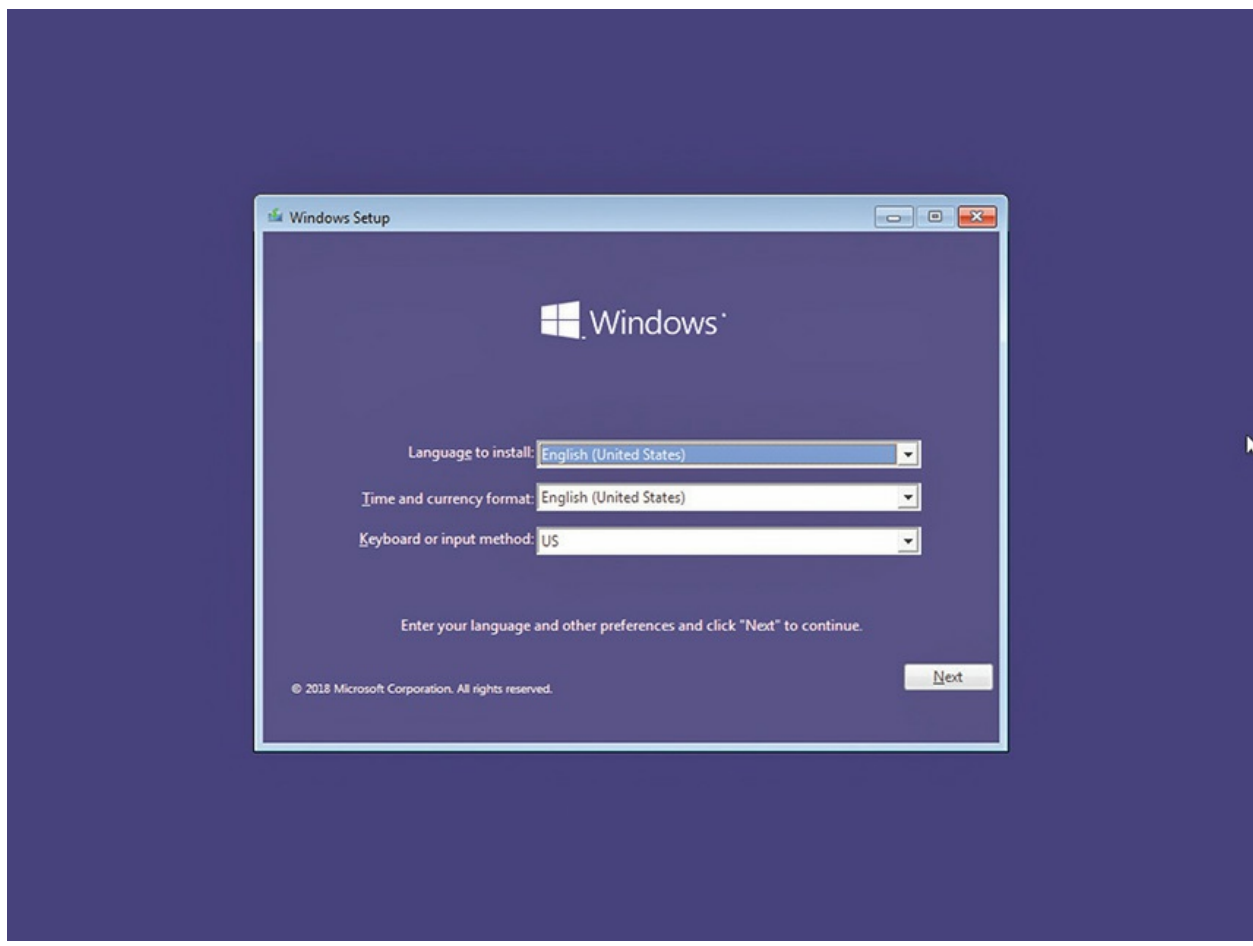 Windows Setup
Windows
Language to install: English (United States)
Time and currency format: English (United States)
Keyboard or input method: US
Enter your language and other preferences and click "Next" to continue.
Next
© 2018 Microsoft Corporation. All rights reserved.